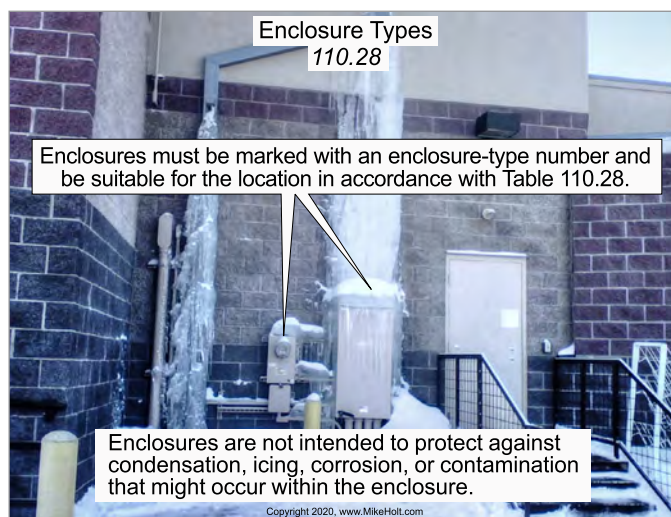 Enclosure Types
110.28
Enclosures must be marked with an enclosure-type number and
be suitable for the location in accordance with Table 110.28.
Enclosures are not intended to protect against
condensation, icing, corrosion, or contamination
that might occur within the enclosure.
Copyright 2020, www.MikeHolt.com